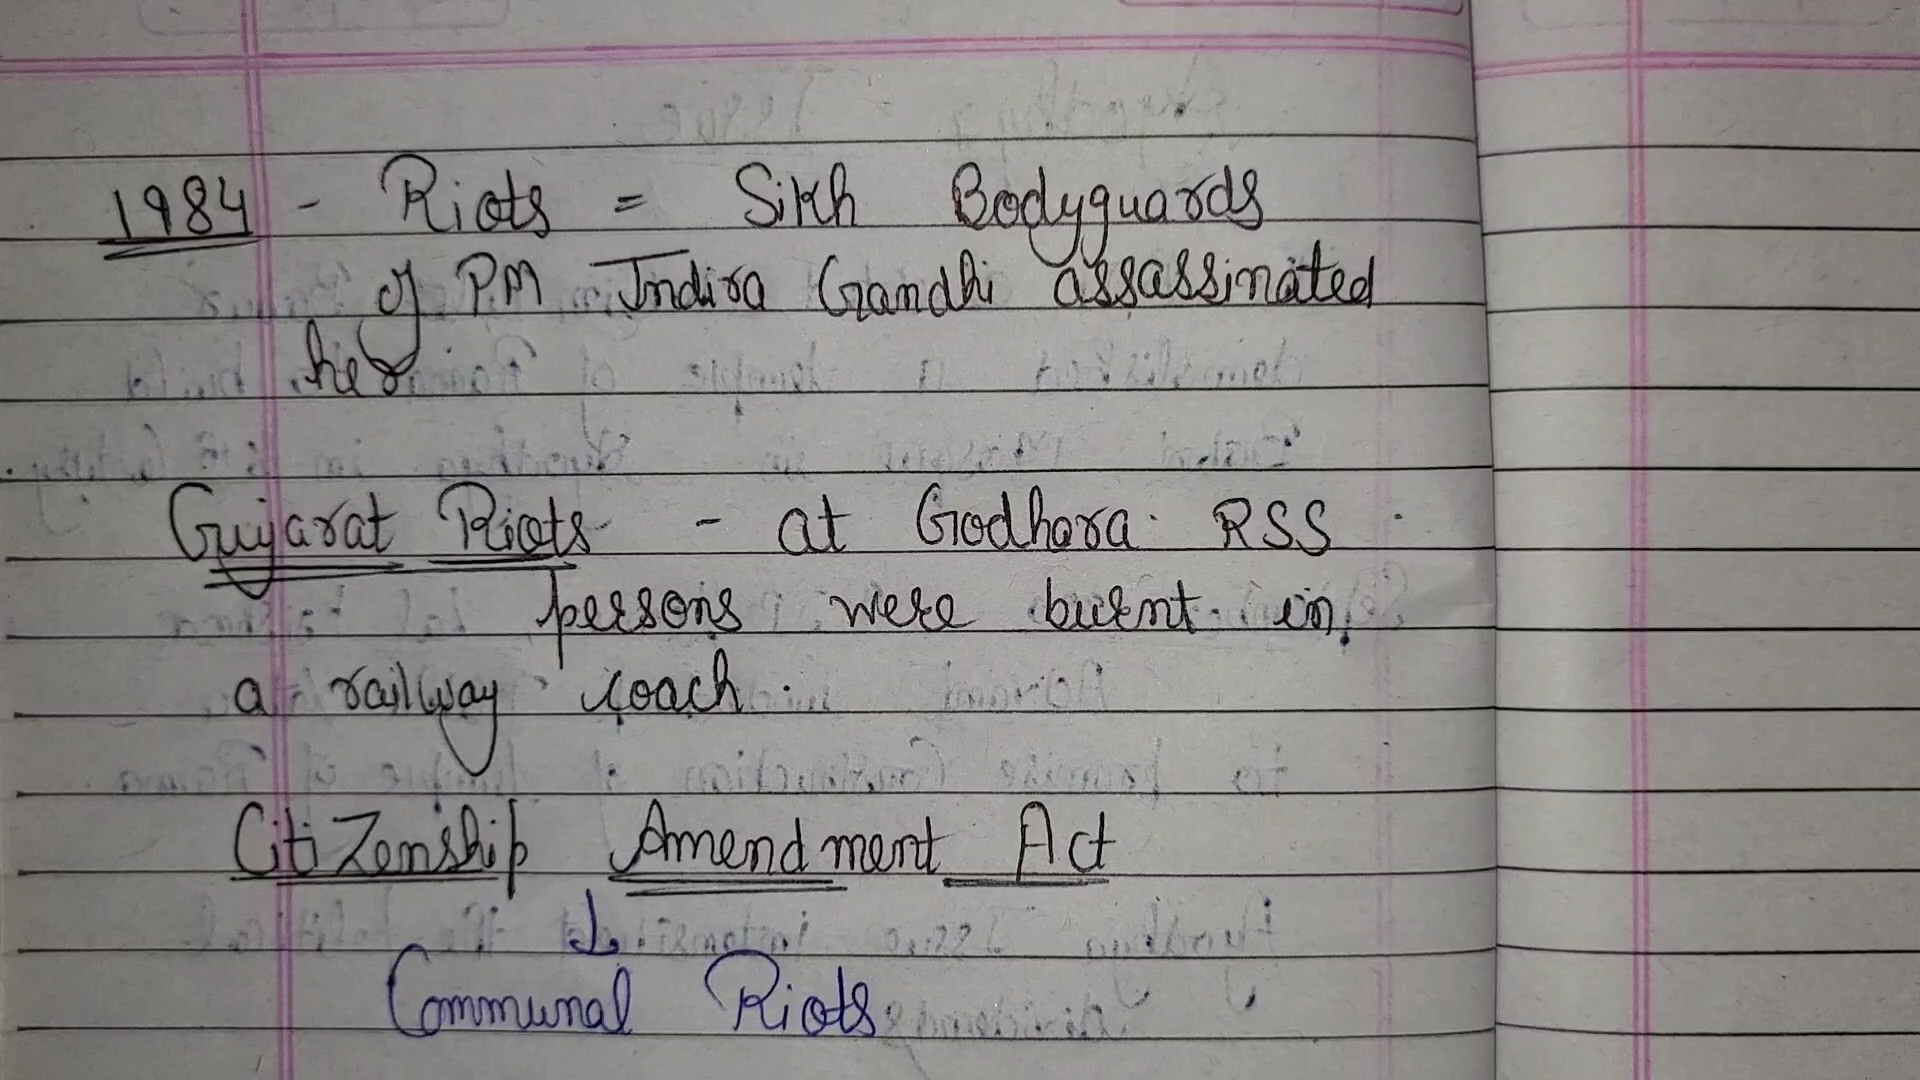 1984 - Riots = Sikh Bodyguards
of PM Indira Gandhi assassinated
her
Gujarat Riots - at Godhara RSS
persons were burnt in
a railway coach.
Citizenship Amendment Act
↓
Communal Riots